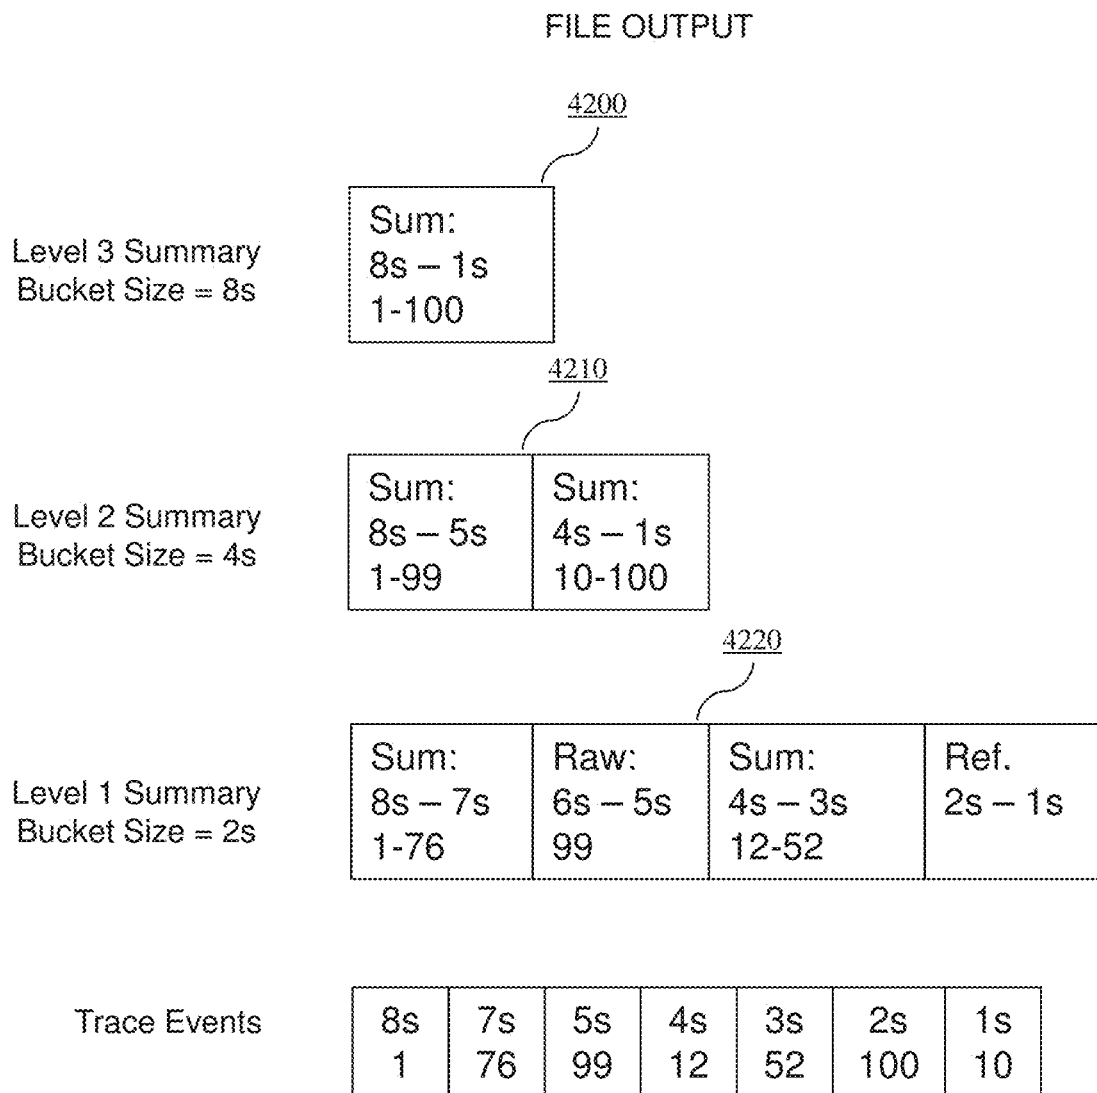 FILE OUTPUT
4200
Level 3 Summary
Bucket Size = 8s
Sum:
8s – 1s
1-100
4210
Level 2 Summary
Bucket Size = 4s
Sum:
8s – 5s
1-99
Sum:
4s – 1s
10-100
4220
Level 1 Summary
Bucket Size = 2s
Sum:
8s – 7s
1-76
Raw:
6s – 5s
99
Sum:
4s – 3s
12-52
Ref.
2s – 1s
Trace Events
8s
1
7s
76
5s
99
4s
12
3s
52
2s
100
1s
10